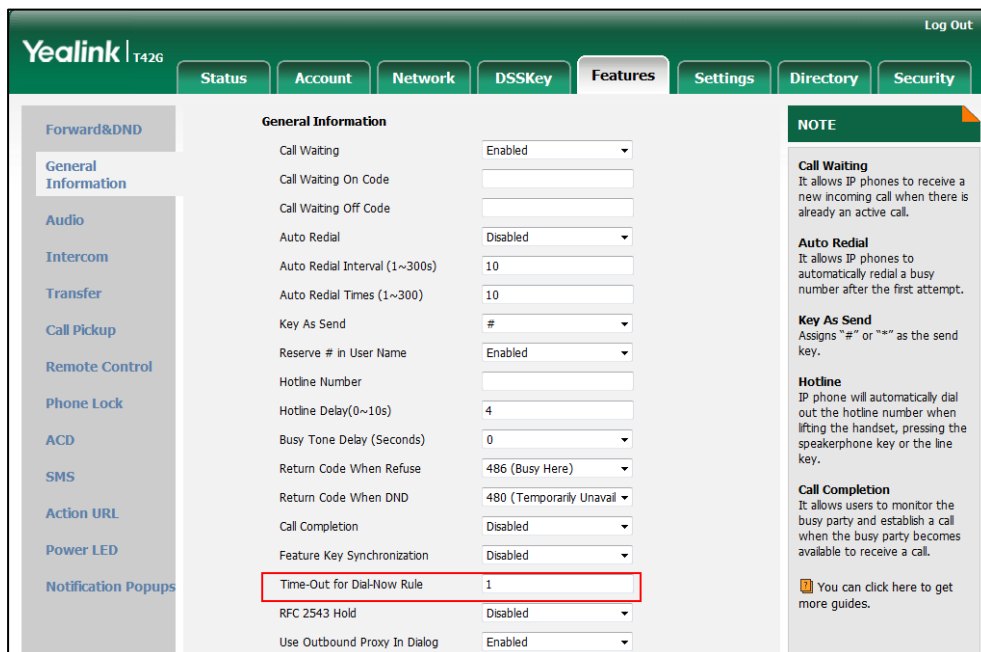 Log Out
Yealink | T42G
Status Account Network DSSKey Features Settings Directory Security
Forward&DND
General
Information
Audio
Intercom
Transfer
Call Pickup
Remote Control
Phone Lock
ACD
SMS
Action URL
Power LED
Notification Popups
General Information
Call Waiting Enabled
Call Waiting On Code
Call Waiting Off Code
Auto Redial Disabled
Auto Redial Interval (1~300s) 10
Auto Redial Times (1~300) 10
Key As Send #
Reserve # in User Name Enabled
Hotline Number
Hotline Delay(0~10s) 4
Busy Tone Delay (Seconds) 0
Return Code When Refuse 486 (Busy Here)
Return Code When DND 480 (Temporarily Unavail
Call Completion Disabled
Feature Key Synchronization Disabled
Time-Out for Dial-Now Rule 1
RFC 2543 Hold Disabled
Use Outbound Proxy In Dialog Enabled
NOTE
Call Waiting
It allows IP phones to receive a
new incoming call when there is
already an active call.
Auto Redial
It allows IP phones to
automatically redial a busy
number after the first attempt.
Key As Send
Assigns "#" or "*" as the send
key.
Hotline
IP phone will automatically dial
out the hotline number when
lifting the handset, pressing the
speakerphone key or the line
key.
Call Completion
It allows users to monitor the
busy party and establish a call
when the busy party becomes
available to receive a call.
You can click here to get
more guides.